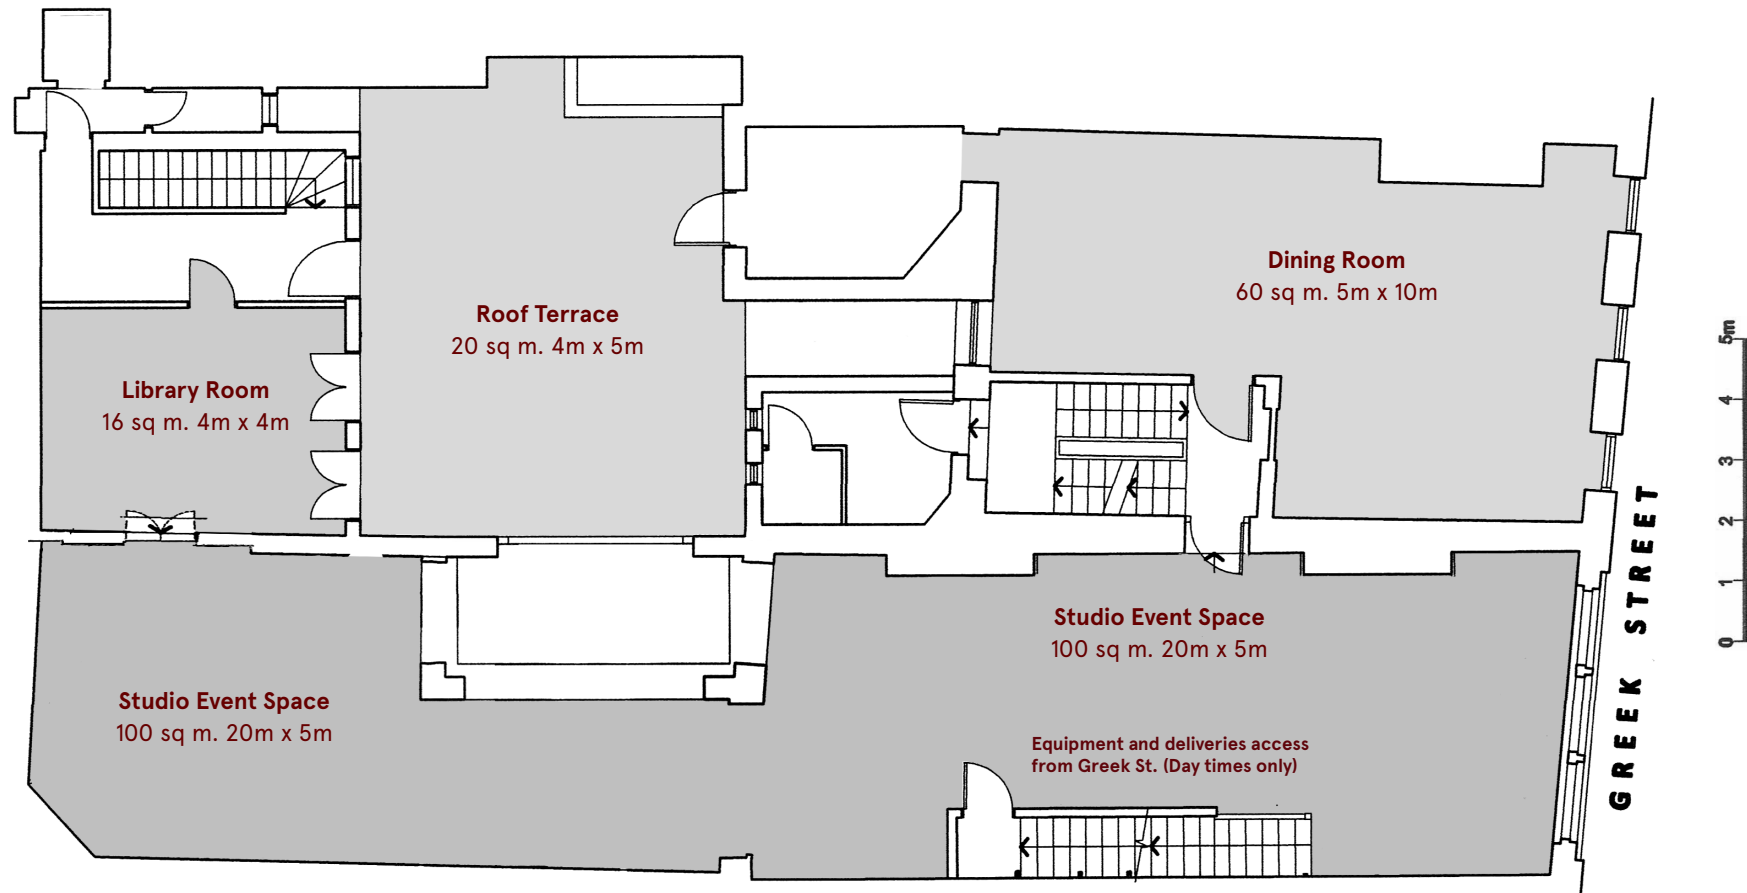 Dining Room
60 sq m. 5m x 10m
Roof Terrace
20 sq m. 4m x 5m
Library Room
16 sq m. 4m x 4m
Studio Event Space
100 sq m. 20m x 5m
Studio Event Space
100 sq m. 20m x 5m
Equipment and deliveries access
from Greek St. (Day times only)
GREEK STREET
5m
4
3
2
1
0